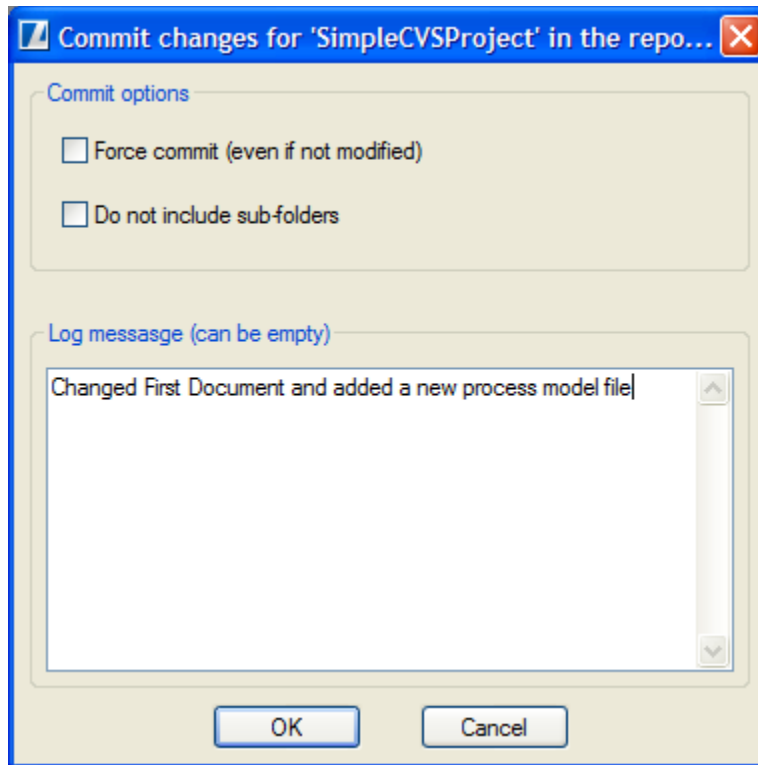 Commit changes for 'SimpleCVSProject' in the repo...
Commit options
Force commit (even if not modified)
Do not include sub-folders
Log messasge (can be empty)
Changed First Document and added a new process model file
OK
Cancel